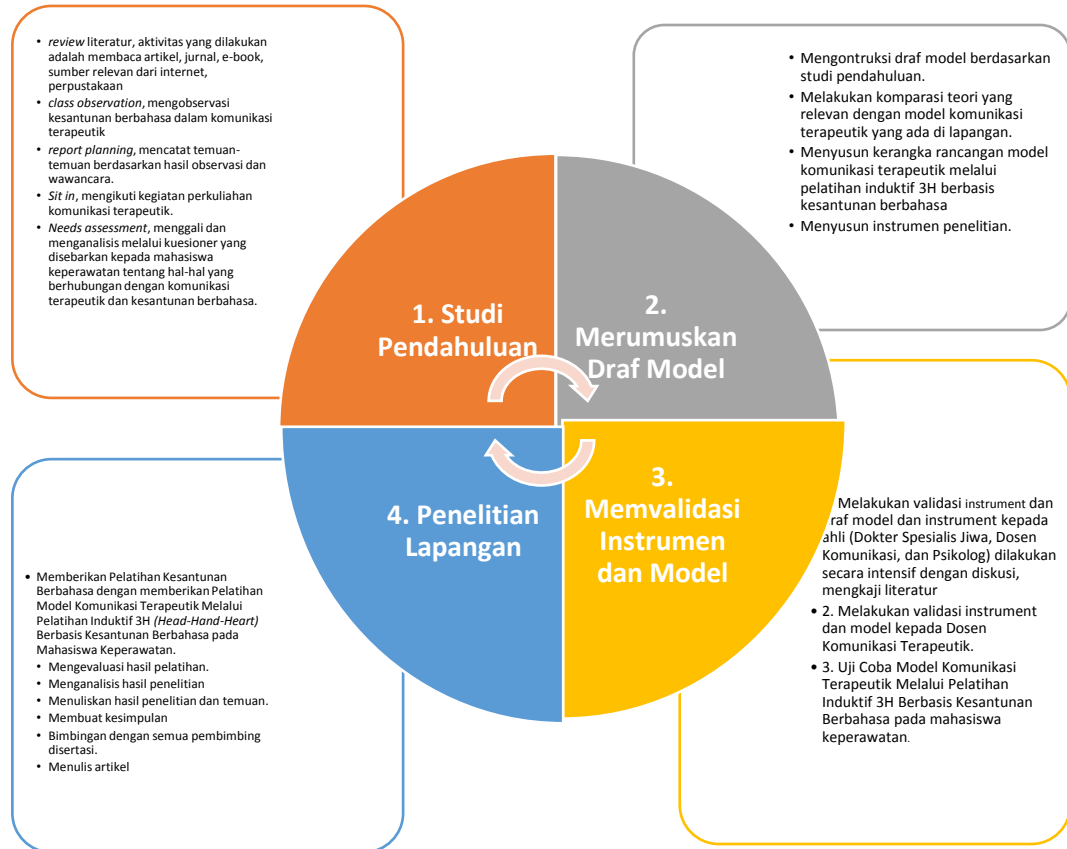 • review literatur, aktivitas yang dilakukan
adalah membaca artikel, jurnal, e-book,
sumber relevan dari internet,
perpustakaan
• class observation, mengobservasi
kesantunan berbahasa dalam komunikasi
terapeutik
• report planning, mencatat temuan-
temuan berdasarkan hasil observasi dan
wawancara.
• Sit in, mengikuti kegiatan perkuliahan
komunikasi terapeutik.
• Needs assessment, menggali dan
menganalisis melalui kuesioner yang
disebarkan kepada mahasiswa
keperawatan tentang hal-hal yang
berhubungan dengan komunikasi
terapeutik dan kesantunan berbahasa.
• Mengontruksi draf model berdasarkan
studi pendahuluan.
• Melakukan komparasi teori yang
relevan dengan model komunikasi
terapeutik yang ada di lapangan.
• Menyusun kerangka rancangan model
komunikasi terapeutik melalui
pelatihan induktif 3H berbasis
kesantunan berbahasa
• Menyusun instrumen penelitian.
1. Studi
Pendahuluan
2.
Merumuskan
Draf Model
3.
Memvalidasi
Instrumen
dan Model
4. Penelitian
Lapangan
Melakukan validasi instrument dan
raf model dan instrument kepada
ahli (Dokter Spesialis Jiwa, Dosen
Komunikasi, dan Psikolog) dilakukan
secara intensif dengan diskusi,
mengkaji literatur
• 2. Melakukan validasi instrument
dan model kepada Dosen
Komunikasi Terapeutik.
• 3. Uji Coba Model Komunikasi
Terapeutik Melalui Pelatihan
Induktif 3H Berbasis Kesantunan
Berbahasa pada mahasiswa
keperawatan.
• Memberikan Pelatihan Kesantunan
Berbahasa dengan memberikan Pelatihan
Model Komunikasi Terapeutik Melalui
Pelatihan Induktif 3H (Head-Hand-Heart)
Berbasis Kesantunan Berbahasa pada
Mahasiswa Keperawatan.
• Mengevaluasi hasil pelatihan.
• Menganalisis hasil penelitian
• Menuliskan hasil penelitian dan temuan.
• Membuat kesimpulan
• Bimbingan dengan semua pembimbing
disertasi.
• Menulis artikel